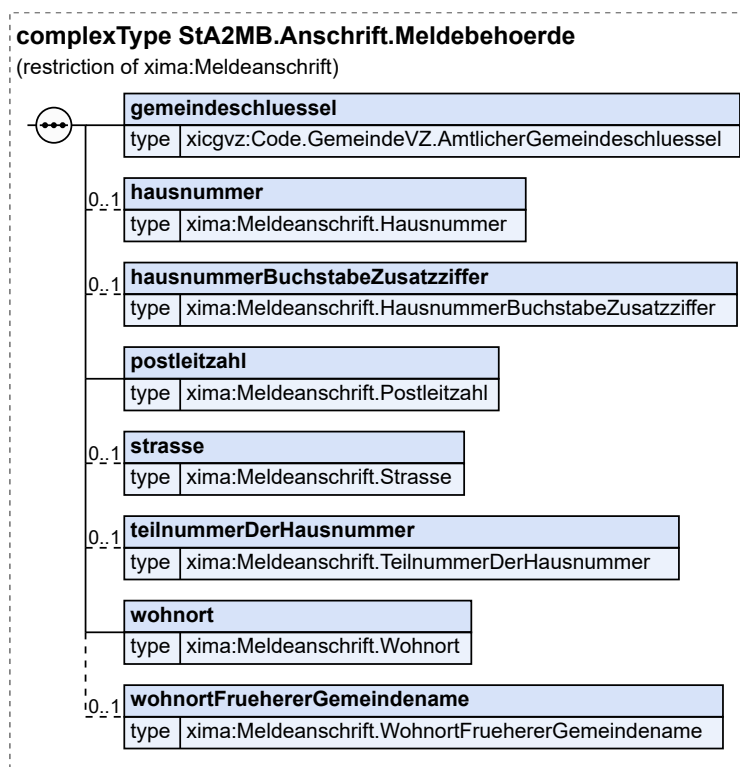 complexType StA2MB.Anschrift.Meldebehoerde
(restriction of xima:Meldeanschrift)
gemeindeschluessel
type xicgvz:Code.GemeindeVZ.AmtlicherGemeindeschluessel
0..1 hausnummer
type xima:Meldeanschrift.Hausnummer
0..1 hausnummerBuchstabeZusatzziffer
type xima:Meldeanschrift.HausnummerBuchstabeZusatzziffer
postleitzahl
type xima:Meldeanschrift.Postleitzahl
0..1 strasse
type xima:Meldeanschrift.Strasse
0..1 teilnummerDerHausnummer
type xima:Meldeanschrift.TeilnummerDerHausnummer
wohnort
type xima:Meldeanschrift.Wohnort
0..1 wohnortFruehererGemeindename
type xima:Meldeanschrift.WohnortFruehererGemeindename